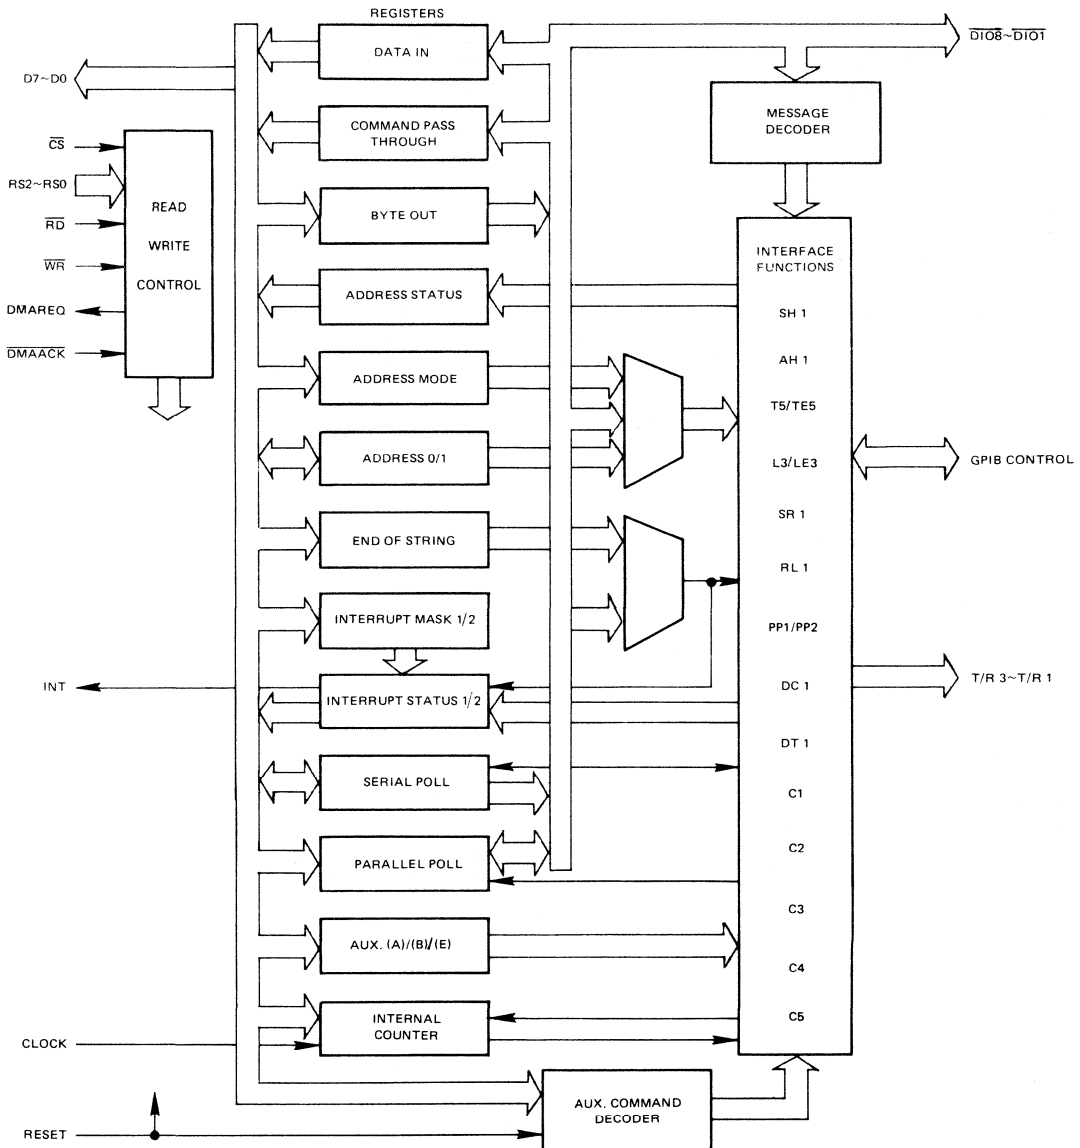 REGISTERS
DATA IN
COMMAND PASS
THROUGH
BYTE OUT
ADDRESS STATUS
ADDRESS MODE
ADDRESS 0/1
END OF STRING
INTERRUPT MASK 1/2
INTERRUPT STATUS 1/2
SERIAL POLL
PARALLEL POLL
AUX. (A)/(B)/(E)
INTERNAL
COUNTER
D7~D0
CS
RS2~RS0
RD
WR
DMAREQ
DMAACK
READ
WRITE
CONTROL
INT
CLOCK
RESET
DIO8~DIO1
MESSAGE
DECODER
INTERFACE
FUNCTIONS
SH 1
AH 1
T5/TE5
L3/LE3
SR 1
RL 1
PP1/PP2
DC 1
DT 1
C1
C2
C3
C4
C5
GPIB CONTROL
T/R 3~T/R 1
AUX. COMMAND
DECODER